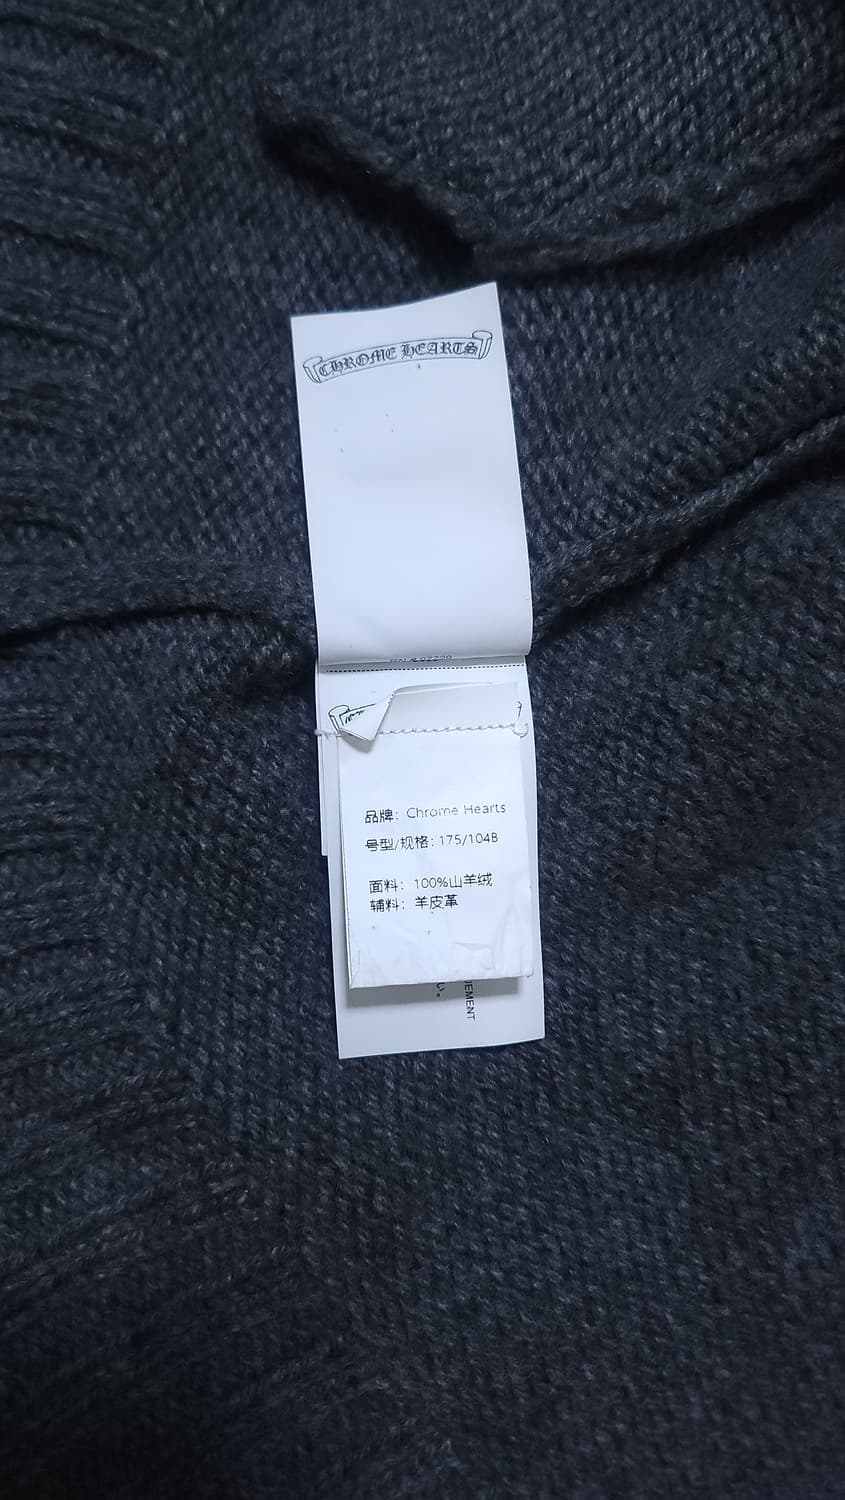 CHROME HEARTS
品牌：Chrome Hearts
号型/规格：175/104B
面料：100%山羊绒
辅料：羊皮革
い。